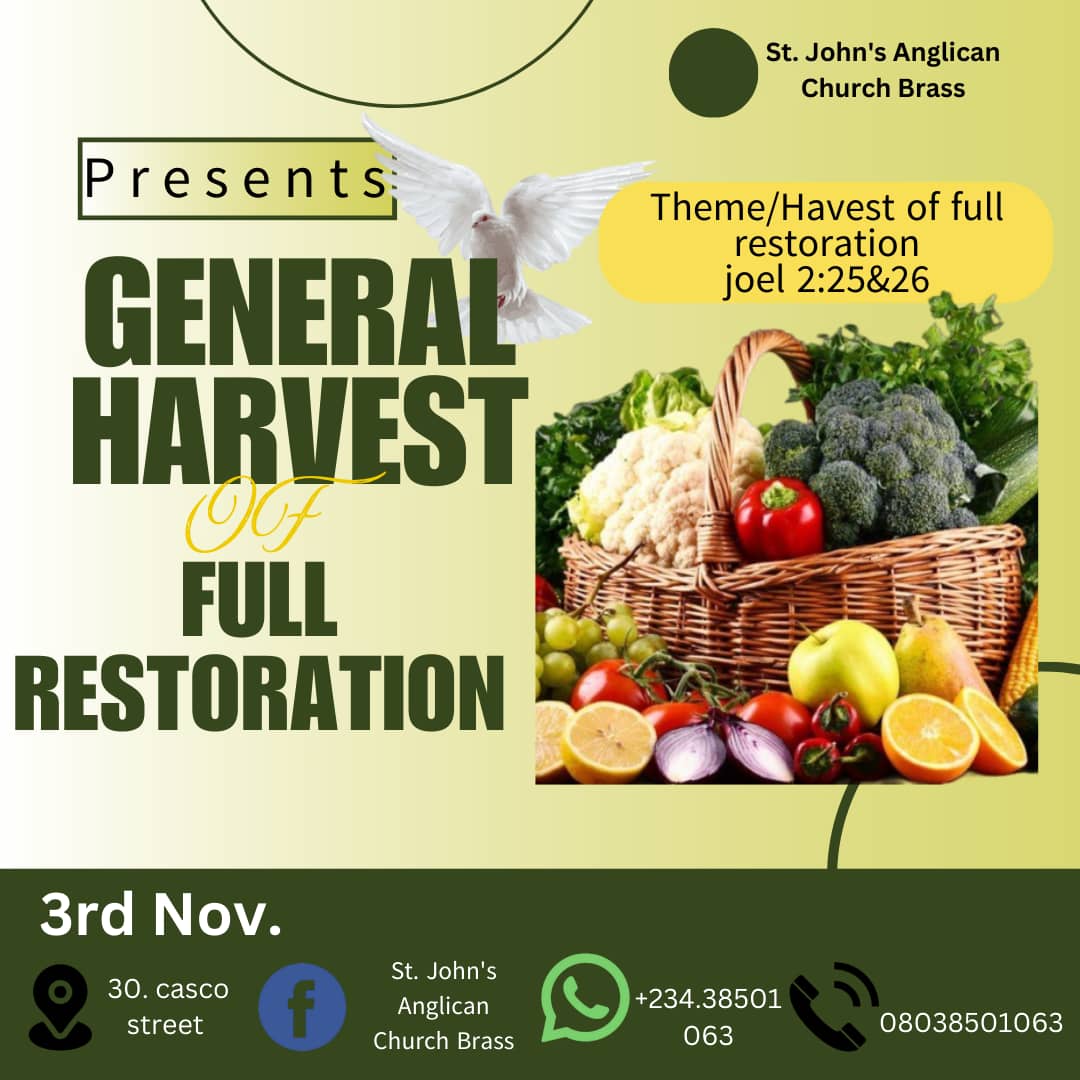 St. John's Anglican
Church Brass
Presents
Theme/Havest of full
restoration
joel 2:25&26
GENERAL
HARVEST
OF
FULL
RESTORATION
3rd Nov.
30. casco
street
St. John's
Anglican
Church Brass
+234.38501
063
08038501063